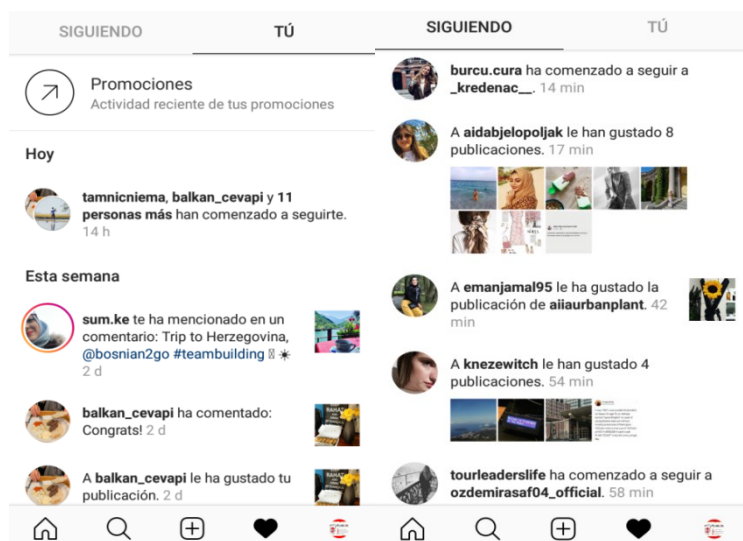 SIGUIENDO
TÚ
Promociones
Actividad reciente de tus promociones
Hoy
tamnicniema, balkan_cevapi y 11
personas más han comenzado a seguirte.
14 h
Esta semana
sum.ke te ha mencionado en un
comentario: Trip to Herzegovina,
@bosnian2go #teambuilding ☀
2 d
balkan_cevapi ha comentado:
Congrats! 2 d
A balkan_cevapi le ha gustado tu
publicación. 2 d
SIGUIENDO
TÚ
burcu.cura ha comenzado a seguir a
_kredenac__. 14 min
A aidabjelopoljak le han gustado 8
publicaciones. 17 min
A emanjamal95 le ha gustado la
publicación de aiiaurbanplant. 42
min
A knezewitch le han gustado 4
publicaciones. 54 min
tourleaderslife ha comenzado a seguir a
ozdemirasaf04_official. 58 min